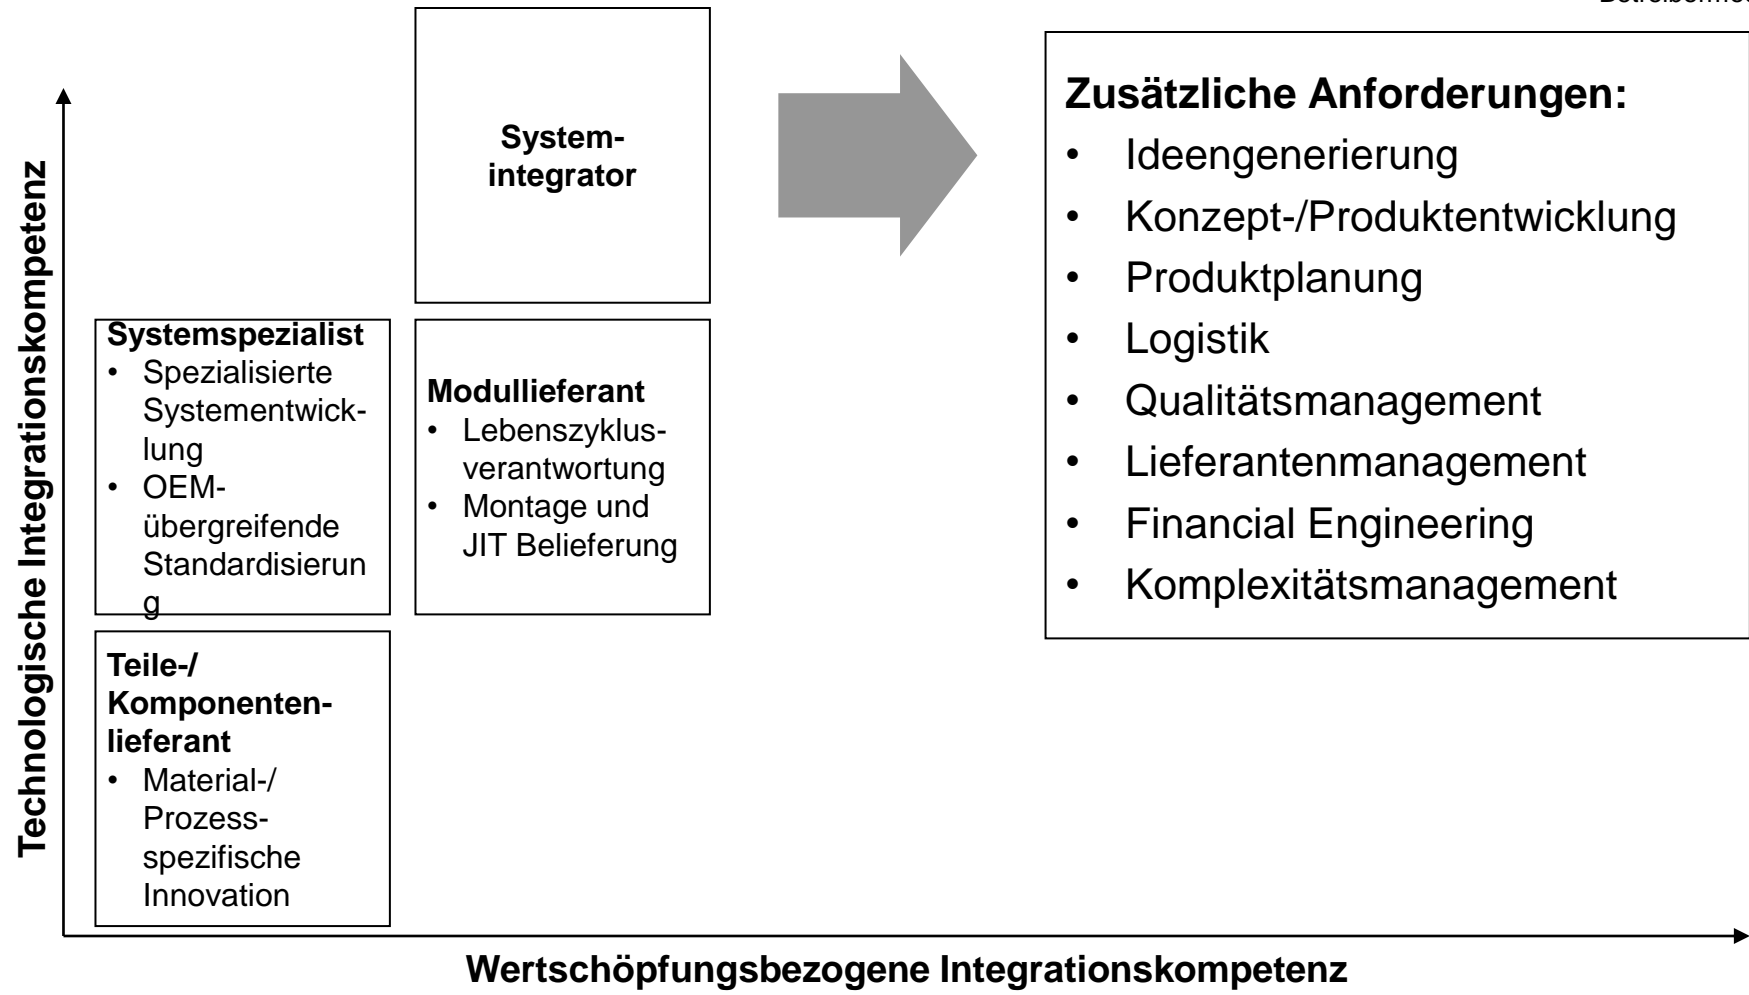 System-
integrator
Zusätzliche Anforderungen:
• Ideengenerierung
• Konzept-/Produktentwicklung
• Produktplanung
• Logistik
• Qualitätsmanagement
• Lieferantenmanagement
• Financial Engineering
• Komplexitätsmanagement
Technologische Integrationskompetenz
Systemspezialist
• Spezialisierte
Systementwick-
lung
• OEM-
übergreifende
Standardisierun
g
Modullieferant
• Lebenszyklus-
verantwortung
• Montage und
JIT Belieferung
Teile-/
Komponenten-
lieferant
• Material-/
Prozess-
spezifische
Innovation
Wertschöpfungsbezogene Integrationskompetenz